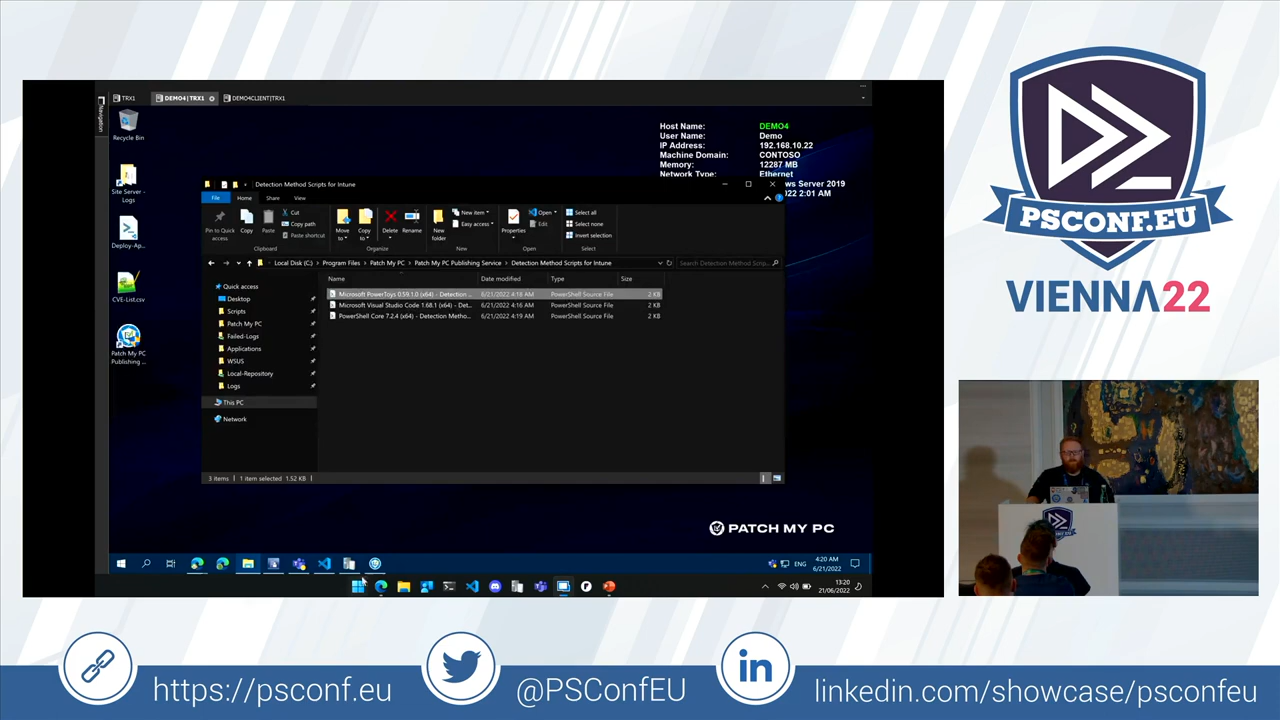 TRX1
DEMO4|TRX1
DEMO4CLIENT|TRX1
Navigation
Recycle Bin
Site Server -
Logs
Deploy-Ap...
CVE-List.csv
Patch My PC
Publishing ...
Host Name: DEMO4
User Name: Demo
IP Address: 192.168.10.22
Machine Domain: CONTOSO
Memory: 12287 MB
Network Type: Ethernet
ws Server 2019
2:01 AM
Detection Method Scripts for Intune
File Home Share View
Pin to Quick
access
Copy
Paste
Cut
Copy path
Paste shortcut
Clipboard
Move
to
Copy
to
Delete
Rename
Organize
New
folder
New item
Easy access
New
Properties
Open
Edit
Open
Select all
Select none
Invert selection
Select
Local Disk (C:) > Program Files > Patch My PC > Patch My PC Publishing Service > Detection Method Scripts for Intune
Search Detection Method Scrip...
Quick access
Desktop
Scripts
Patch My PC
Failed-Logs
Applications
WSUS
Local-Repository
Logs
This PC
Network
Name Date modified Type Size
Microsoft PowerToys 0.59.1.0 (x64) - Detection ... 6/21/2022 4:18 AM PowerShell Source File 2 KB
Microsoft Visual Studio Code 1.68.1 (x64) - Det... 6/21/2022 4:16 AM PowerShell Source File 2 KB
PowerShell Core 7.2.4 (x64) - Detection Metho... 6/21/2022 4:19 AM PowerShell Source File 2 KB
3 items 1 item selected 1.52 KB
PATCH MY PC
ENG
4:20 AM
6/21/2022
13:20
21/06/2022
PSCONF.EU
VIENNA22
https://psconf.eu
@PSConfEU
linkedin.com/showcase/psconfeu